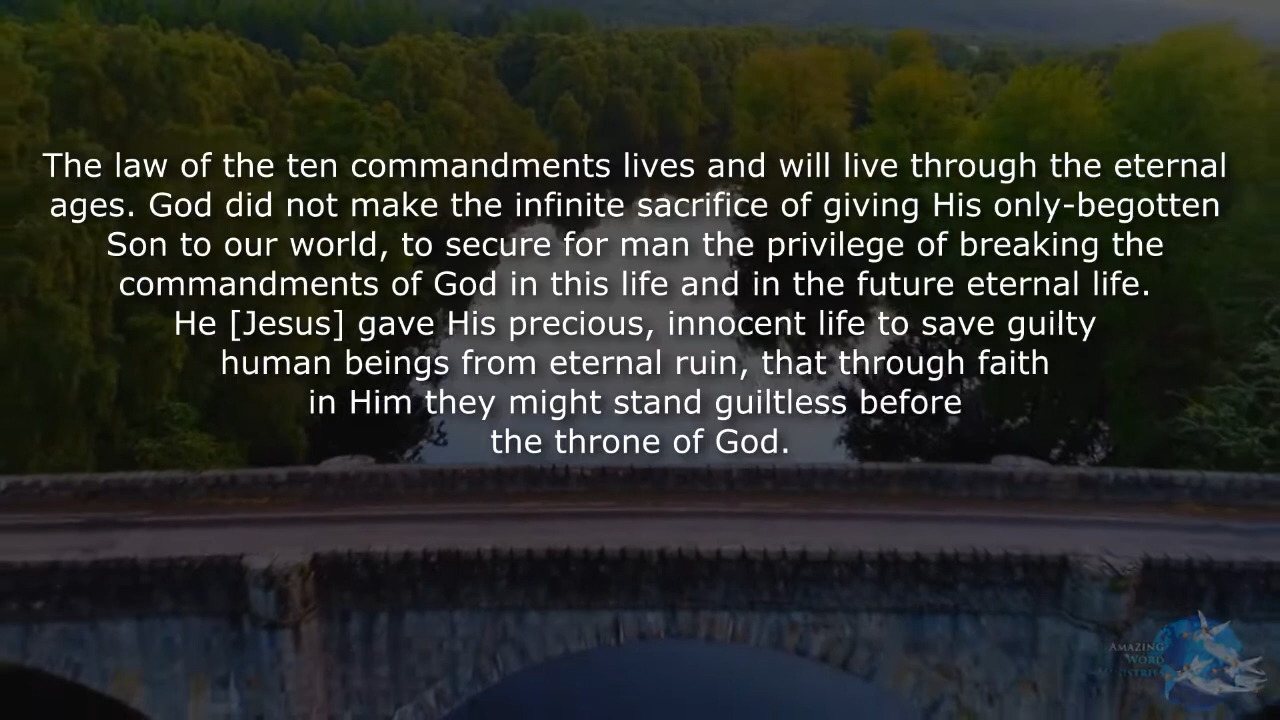 The law of the ten commandments lives and will live through the eternal
ages. God did not make the infinite sacrifice of giving His only-begotten
Son to our world, to secure for man the privilege of breaking the
commandments of God in this life and in the future eternal life.
He [Jesus] gave His precious, innocent life to save guilty
human beings from eternal ruin, that through faith
in Him they might stand guiltless before
the throne of God.
AMAZING
WORD
MINISTRIES